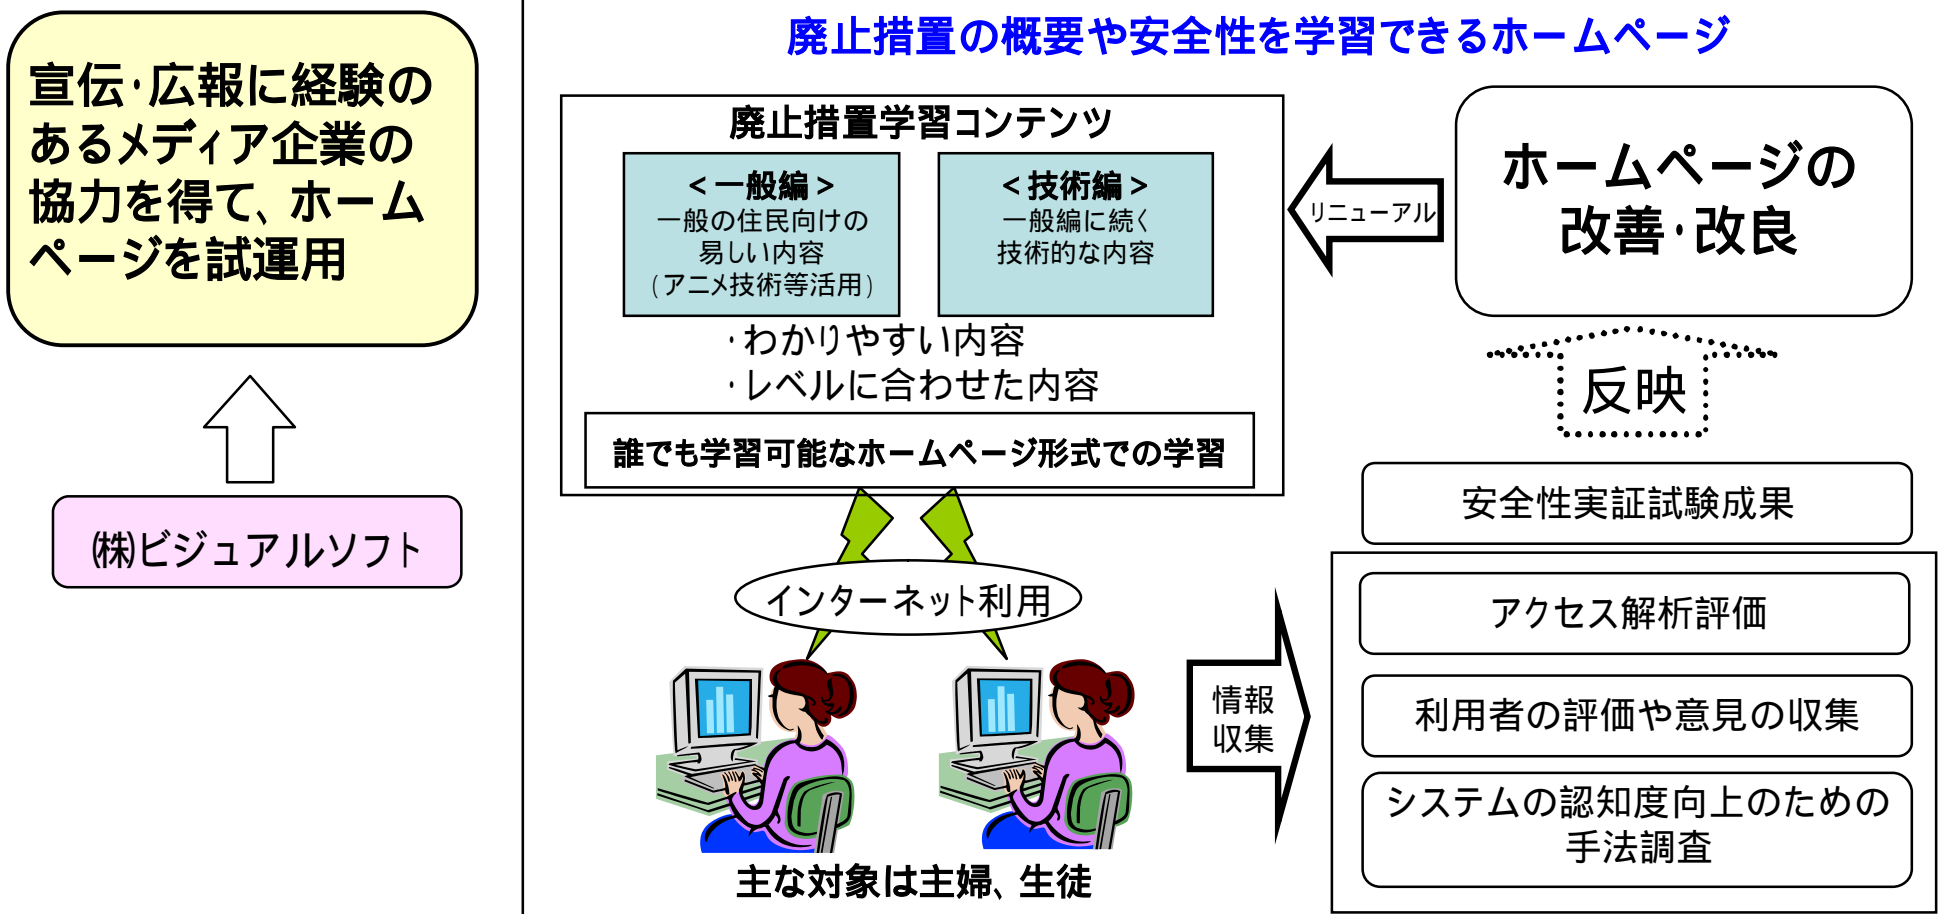 宣伝・広報に経験の
あるメディア企業の
協力を得て、ホーム
ページを試運用
㈱ビジュアルソフト
廃止措置の概要や安全性を学習できるホームページ
廃止措置学習コンテンツ
<一般編>
一般の住民向けの
易しい内容
(アニメ技術等活用)
<技術編>
一般編に続く
技術的な内容
・わかりやすい内容
・レベルに合わせた内容
誰でも学習可能なホームページ形式での学習
インターネット利用
主な対象は主婦、生徒
リニューアル
ホームページの
改善・改良
反映
安全性実証試験成果
情報
収集
アクセス解析評価
利用者の評価や意見の収集
システムの認知度向上のための
手法調査